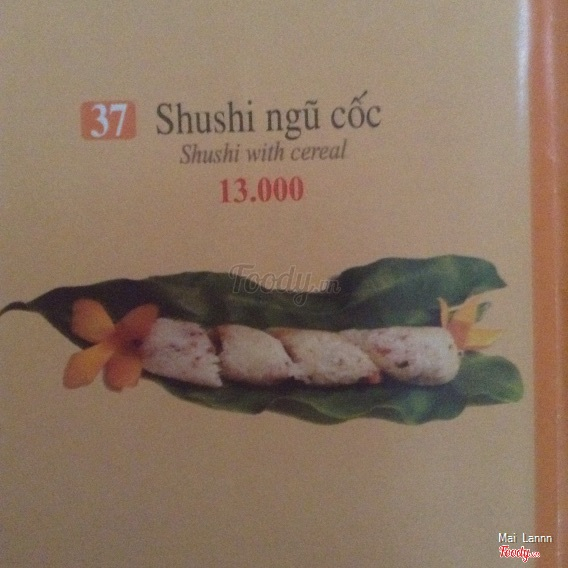 37 Shushi ngũ cốc
Shushi with cereal
13.000
Foody.vn
Mai Lannn
Foody.vn